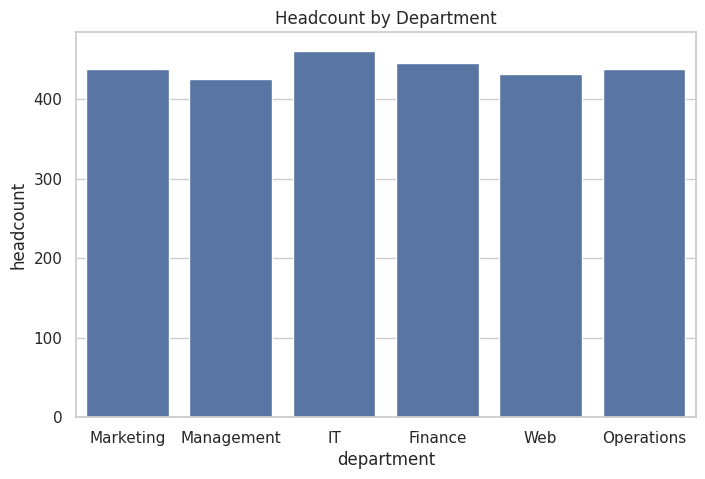 Headcount by Department
headcount
400
300
200
100
0
Marketing Management IT Finance Web Operations
department